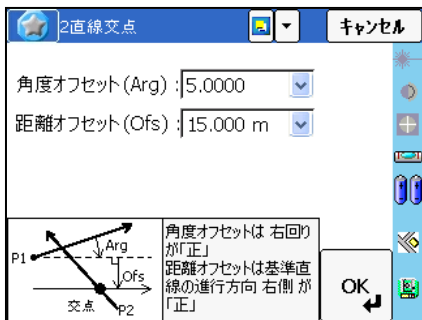 2直線交点
キャンセル
角度オフセット(Arg) : 5.0000
距離オフセット(Ofs) : 15.000 m
P1
Arg
Ofs
交点
P2
角度オフセットは 右回り
が「正」
距離オフセットは基準直
線の進行方向 右側 が
「正」
OK